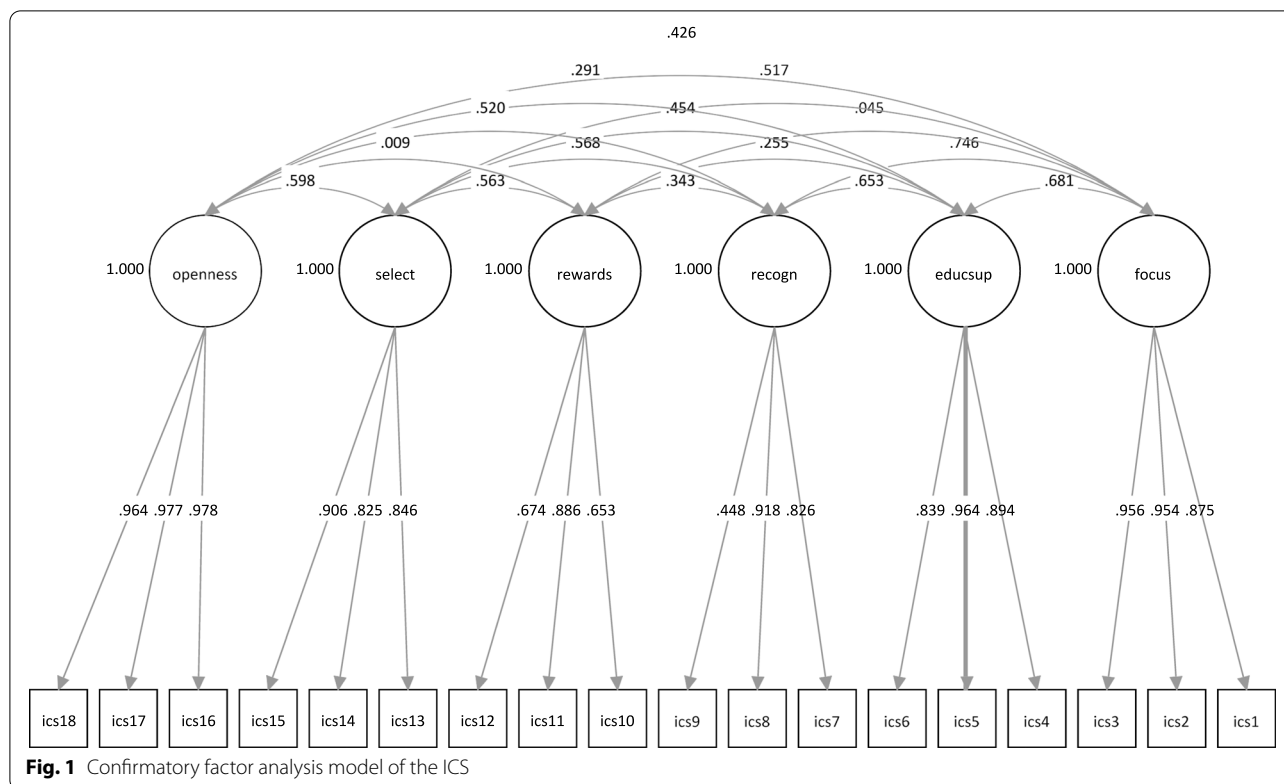 .426
.291 .517
.520 .454 .045
.009 .568 .255 .746
.598 .563 .343 .653 .681
1.000 openness 1.000 select 1.000 rewards 1.000 recogn 1.000 educsup 1.000 focus
.964 .977 .978 .906 .825 .846 .674 .886 .653 .448 .918 .826 .839 .964 .894 .956 .954 .875
ics18 ics17 ics16 ics15 ics14 ics13 ics12 ics11 ics10 ics9 ics8 ics7 ics6 ics5 ics4 ics3 ics2 ics1
Fig. 1 Confirmatory factor analysis model of the ICS